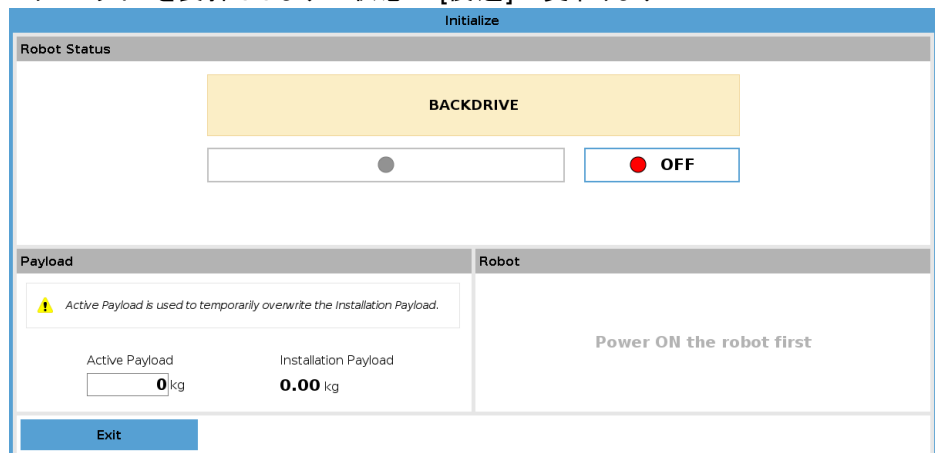 Initialize
Robot Status
BACKDRIVE
OFF
Payload
Robot
Active Payload is used to temporarily overwrite the Installation Payload.
Power ON the robot first
Active Payload
Installation Payload
0 kg
0.00 kg
Exit